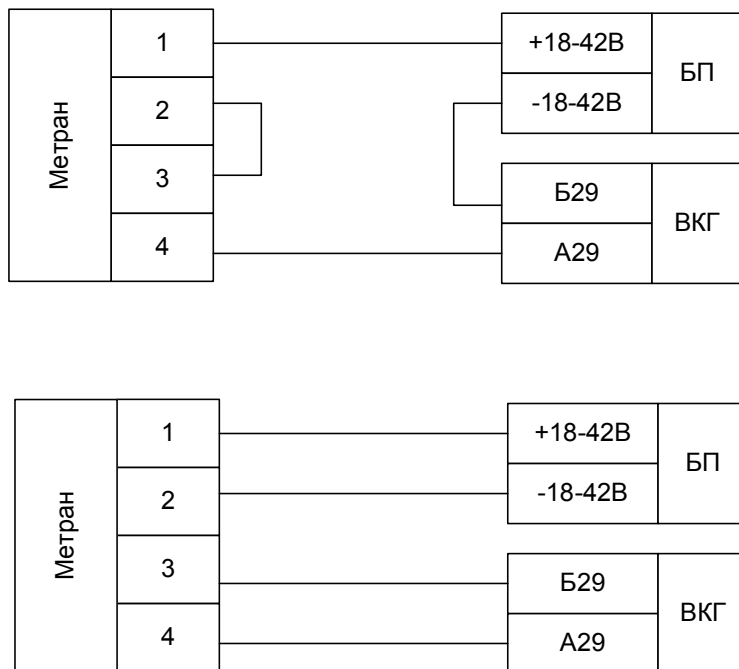 Метран
1
2
3
4
+18-42В
-18-42В
БП
Б29
А29
ВКГ
Метран
1
2
3
4
+18-42В
-18-42В
БП
Б29
А29
ВКГ